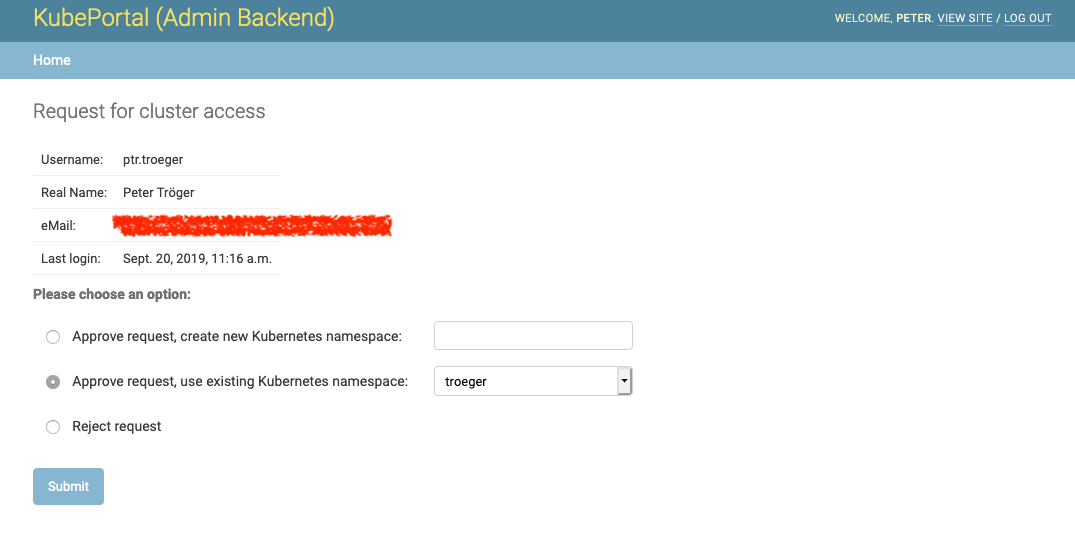 KubePortal (Admin Backend)
WELCOME, PETER. VIEW SITE / LOG OUT
Home
Request for cluster access
Username: ptr.troeger
Real Name: Peter Tröger
eMail:
Last login: Sept. 20, 2019, 11:16 a.m.
Please choose an option:
Approve request, create new Kubernetes namespace:
Approve request, use existing Kubernetes namespace: troeger
Reject request
Submit